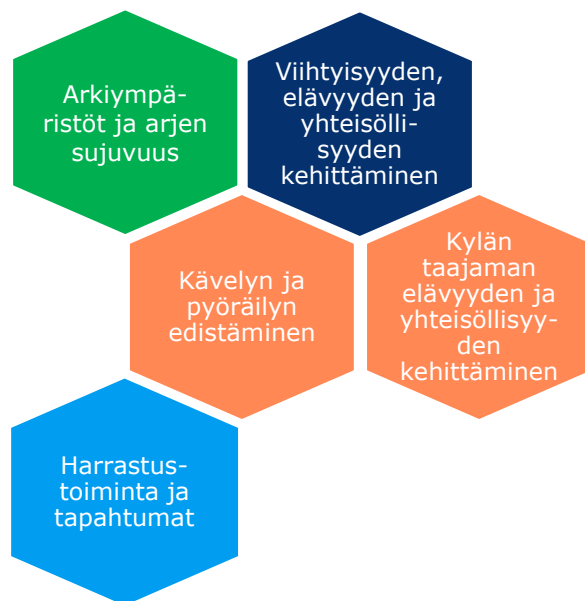 Arkiympä-
ristöt ja arjen
sujuvuus
Viihtyisyyden,
elävyyden ja
yhteisölli-
syyden
kehittäminen
Kävelyn ja
pyöräilyn
edistäminen
Kylän
taajaman
elävyyden ja
yhteisöllisyy-
den
kehittäminen
Harrastus-
toiminta ja
tapahtumat